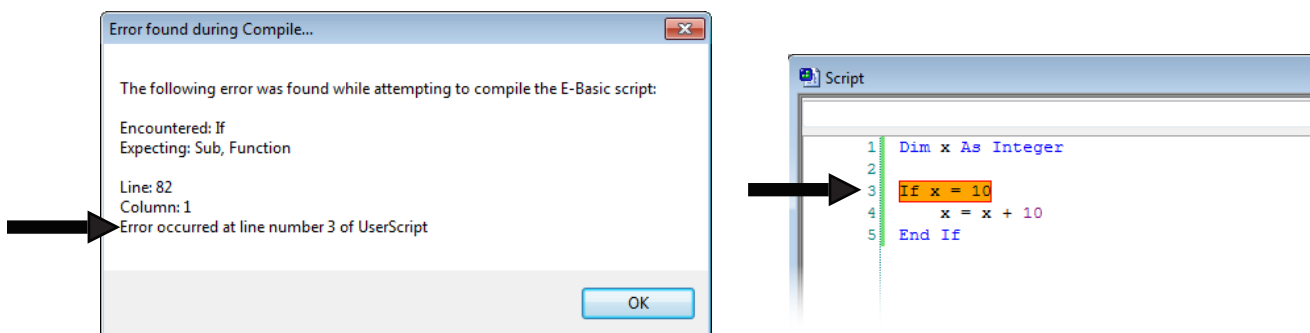 Error found during Compile...
The following error was found while attempting to compile the E-Basic script:
Encountered: If
Expecting: Sub, Function
Line: 82
Column: 1
Error occurred at line number 3 of UserScript
OK
Script
1 Dim x As Integer
2
3 If x = 10
4 x = x + 10
5 End If